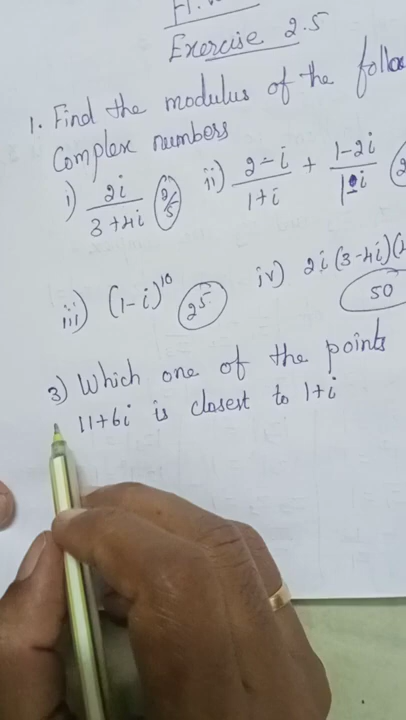 Exercise 2.5
1. Find the modulus of the follow
Complex numbers
i) 2i / 3+4i (2/5) ii) 2-i / 1+i + 1-2i / 1-i (2
iii) (1-i)^10 (25) iv) 2i(3-4i)(
50
3) Which one of the points
11+6i is closest to 1+i